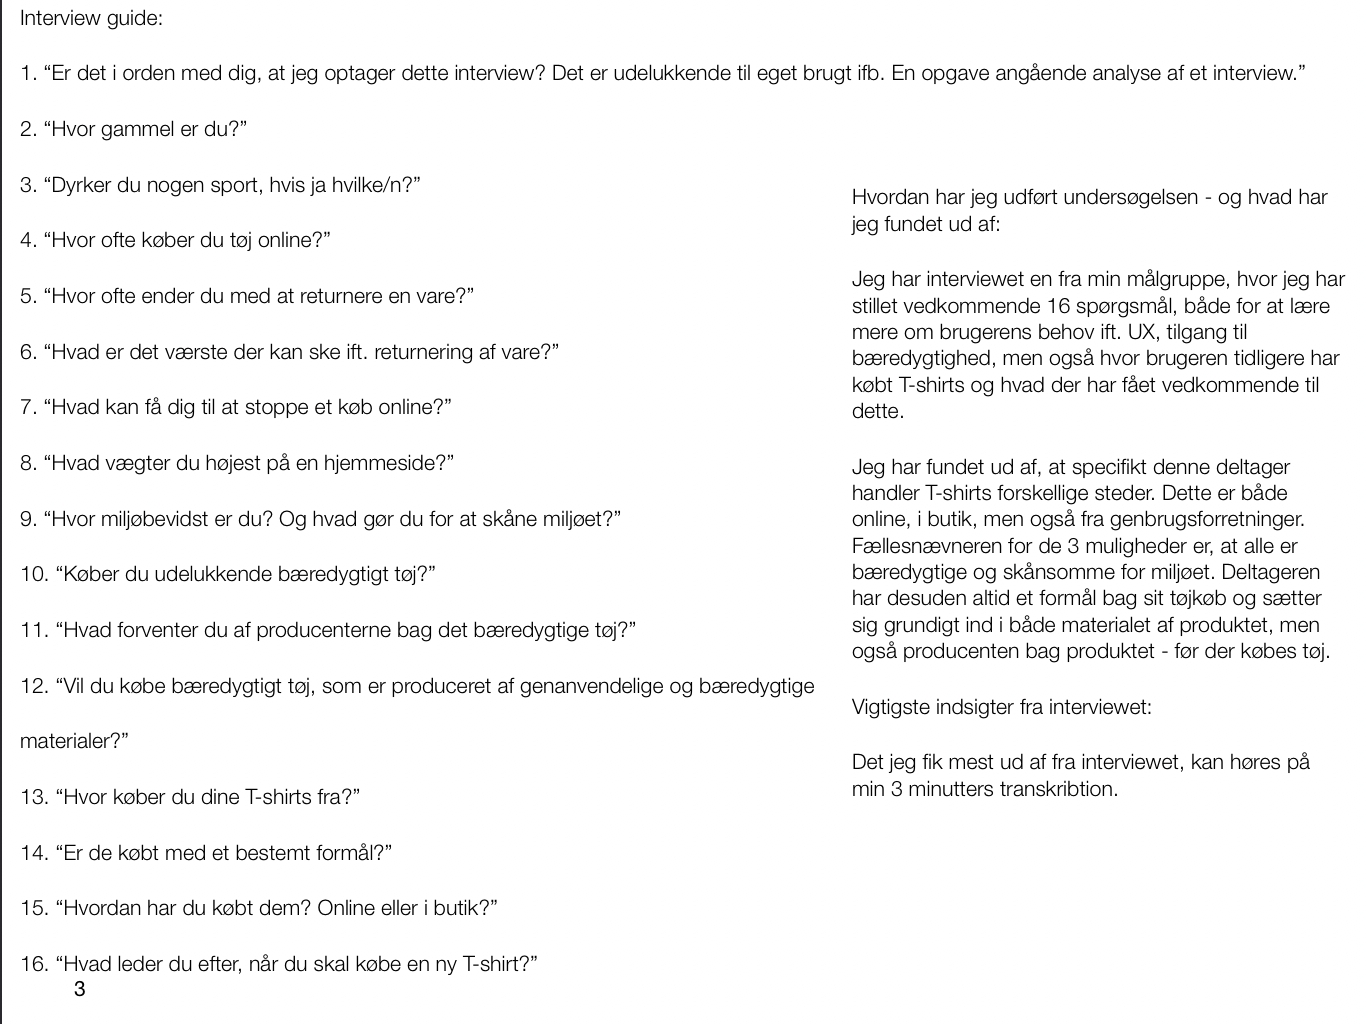 Interview guide:
1. “Er det i orden med dig, at jeg optager dette interview? Det er udelukkende til eget brugt ifb. En opgave angående analyse af et interview.”
2. “Hvor gammel er du?”
3. “Dyrker du nogen sport, hvis ja hvilke/n?”
4. “Hvor ofte køber du tøj online?”
5. “Hvor ofte ender du med at returnere en vare?”
6. “Hvad er det værste der kan ske ift. returnering af vare?”
7. “Hvad kan få dig til at stoppe et køb online?”
8. “Hvad vægter du højest på en hjemmeside?”
9. “Hvor miljøbevidst er du? Og hvad gør du for at skåne miljøet?”
10. “Køber du udelukkende bæredygtigt tøj?”
11. “Hvad forventer du af producenterne bag det bæredygtige tøj?”
12. “Vil du købe bæredygtigt tøj, som er produceret af genanvendelige og bæredygtige
materialer?”
13. “Hvor køber du dine T-shirts fra?”
14. “Er de købt med et bestemt formål?”
15. “Hvordan har du købt dem? Online eller i butik?”
16. “Hvad leder du efter, når du skal købe en ny T-shirt?”
3
Hvordan har jeg udført undersøgelsen - og hvad har
jeg fundet ud af:
Jeg har interviewet en fra min målgruppe, hvor jeg har
stillet vedkommende 16 spørgsmål, både for at lære
mere om brugerens behov ift. UX, tilgang til
bæredygtighed, men også hvor brugeren tidligere har
købt T-shirts og hvad der har fået vedkommende til
dette.
Jeg har fundet ud af, at specifikt denne deltager
handler T-shirts forskellige steder. Dette er både
online, i butik, men også fra genbrugsforretninger.
Fællesnævneren for de 3 muligheder er, at alle er
bæredygtige og skånsomme for miljøet. Deltageren
har desuden altid et formål bag sit tøjkøb og sætter
sig grundigt ind i både materialet af produktet, men
også producenten bag produktet - før der købes tøj.
Vigtigste indsigter fra interviewet:
Det jeg fik mest ud af fra interviewet, kan høres på
min 3 minutters transkribtion.